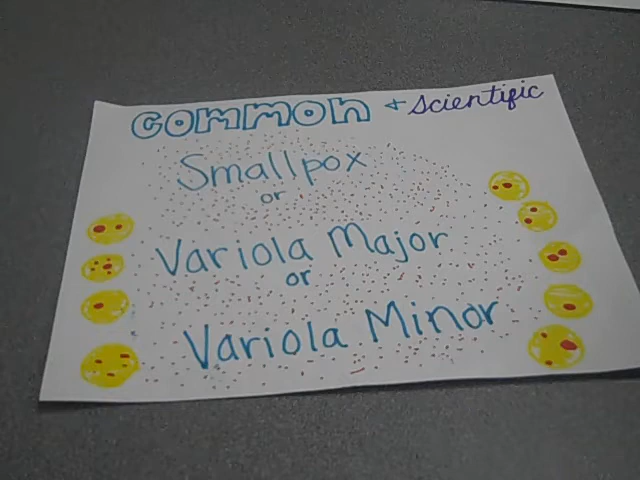 Common + Scientific
Smallpox
or
Variola Major
or
Variola Minor